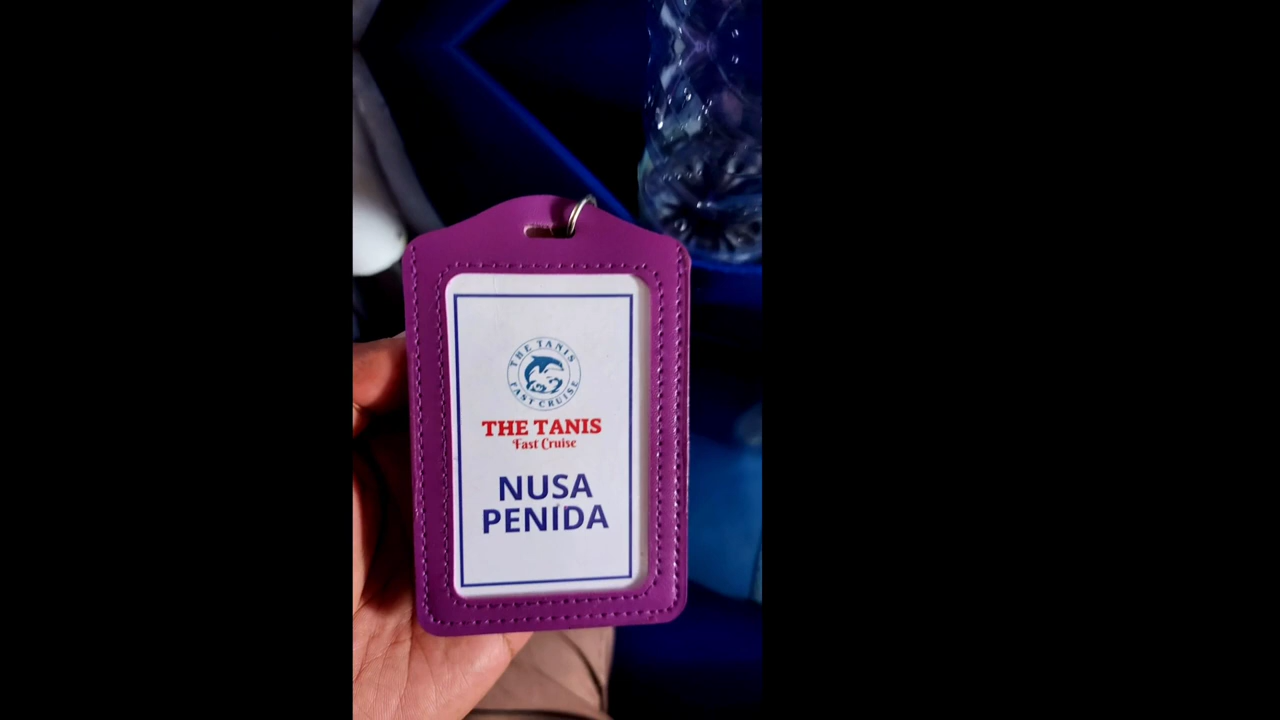 THE TANIS
FAST CRUISE
THE TANIS
Fast Cruise
NUSA
PENIDA